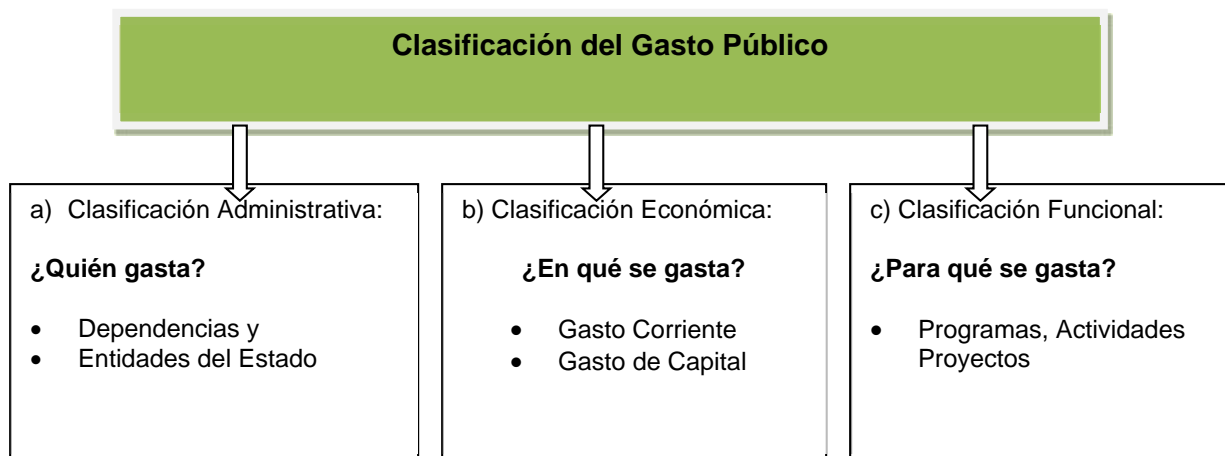 Clasificación del Gasto Público
a) Clasificación Administrativa:
¿Quién gasta?
• Dependencias y
• Entidades del Estado
b) Clasificación Económica:
¿En qué se gasta?
• Gasto Corriente
• Gasto de Capital
c) Clasificación Funcional:
¿Para qué se gasta?
• Programas, Actividades
Proyectos